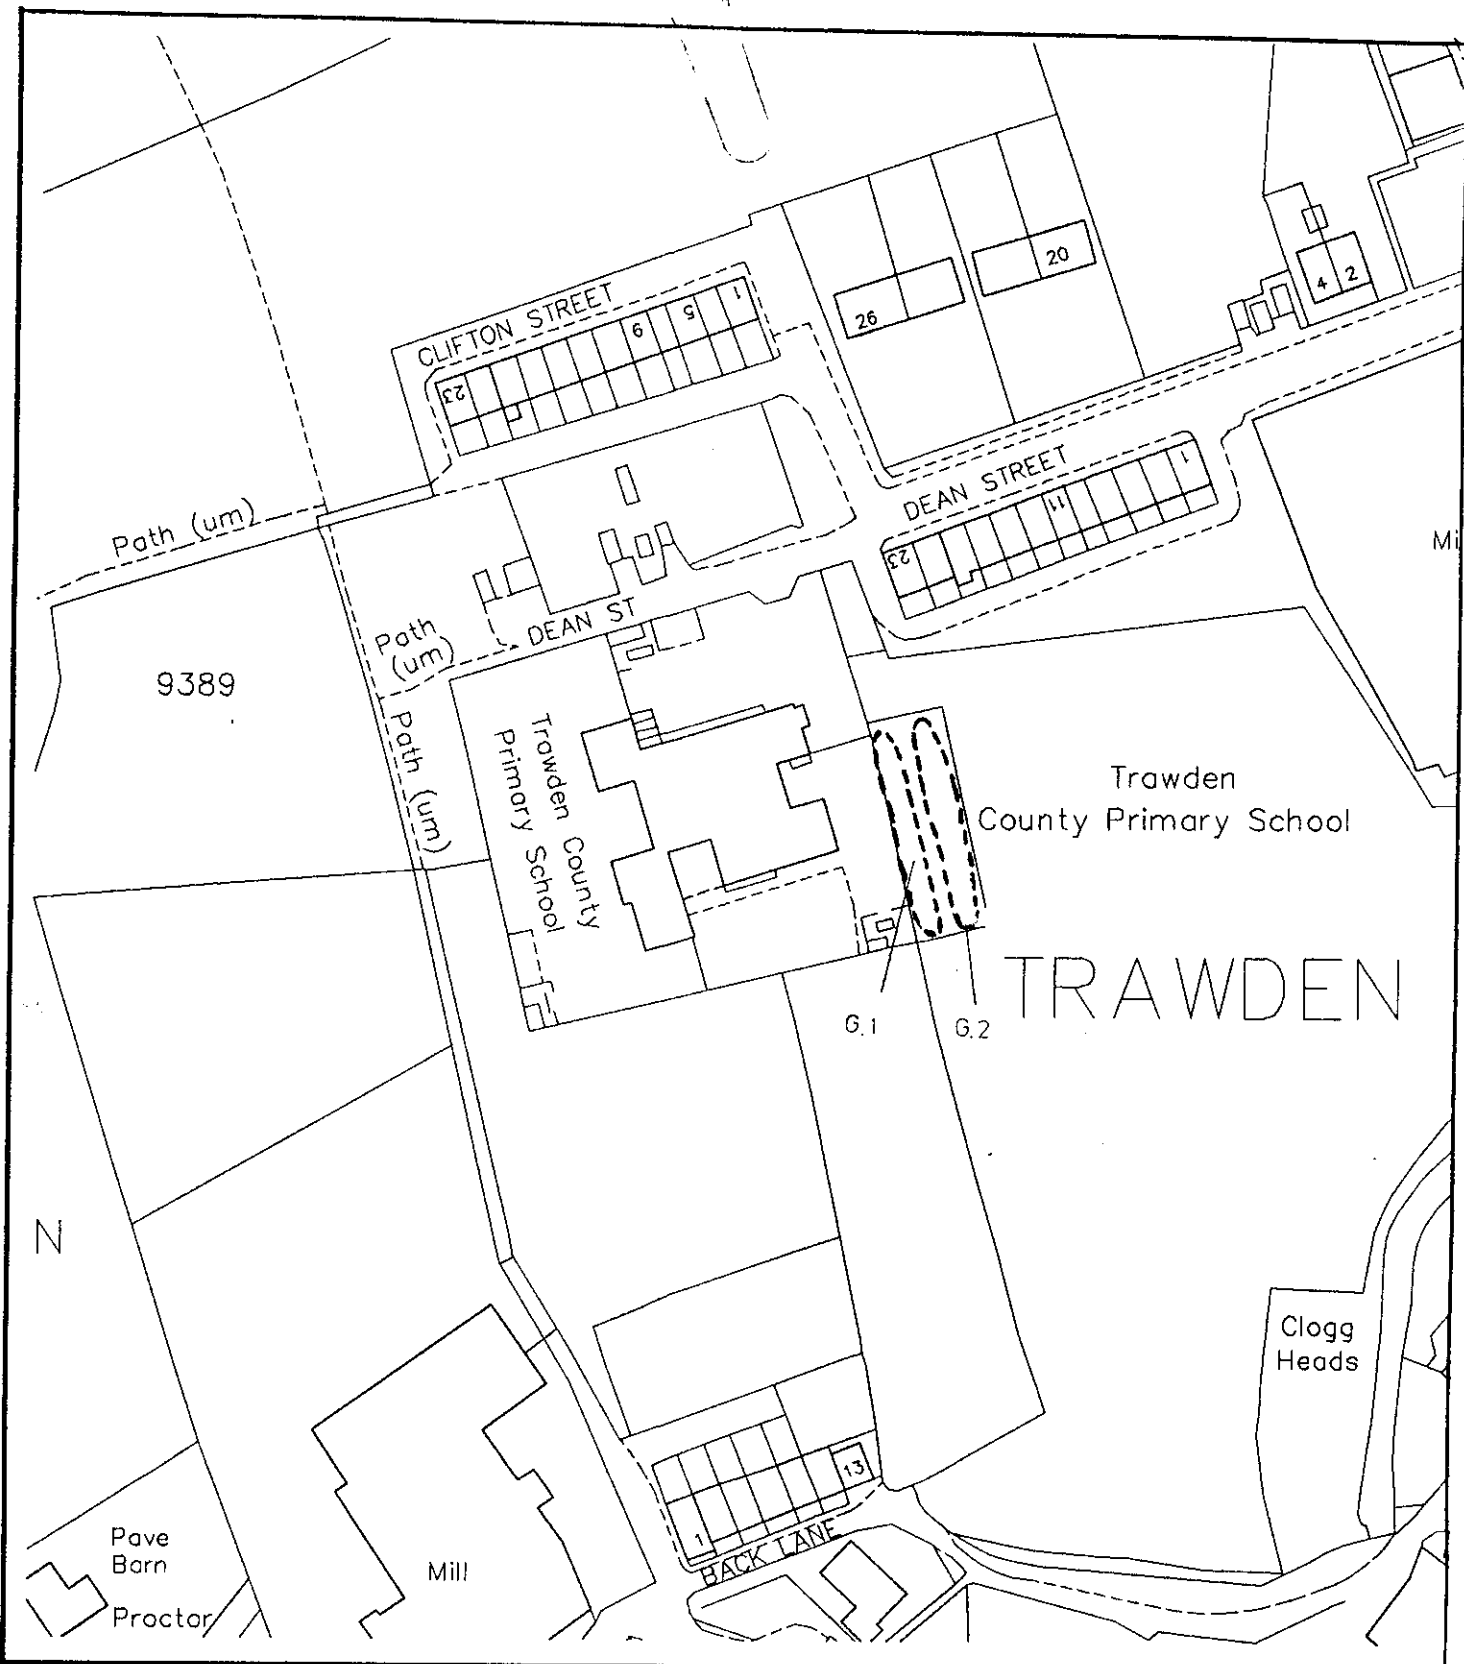 CLIFTON STREET
23
9
5
1
26
20
4
2
DEAN STREET
23
11
1
Path (um)
Path
(um)
DEAN ST
9389
Path (um)
Trawden County
Primary School
Trawden
County Primary School
TRAWDEN
G.1
G.2
N
Clogg
Heads
Pave
Barn
Proctor
Mill
1
13
BACK LANE
Mi